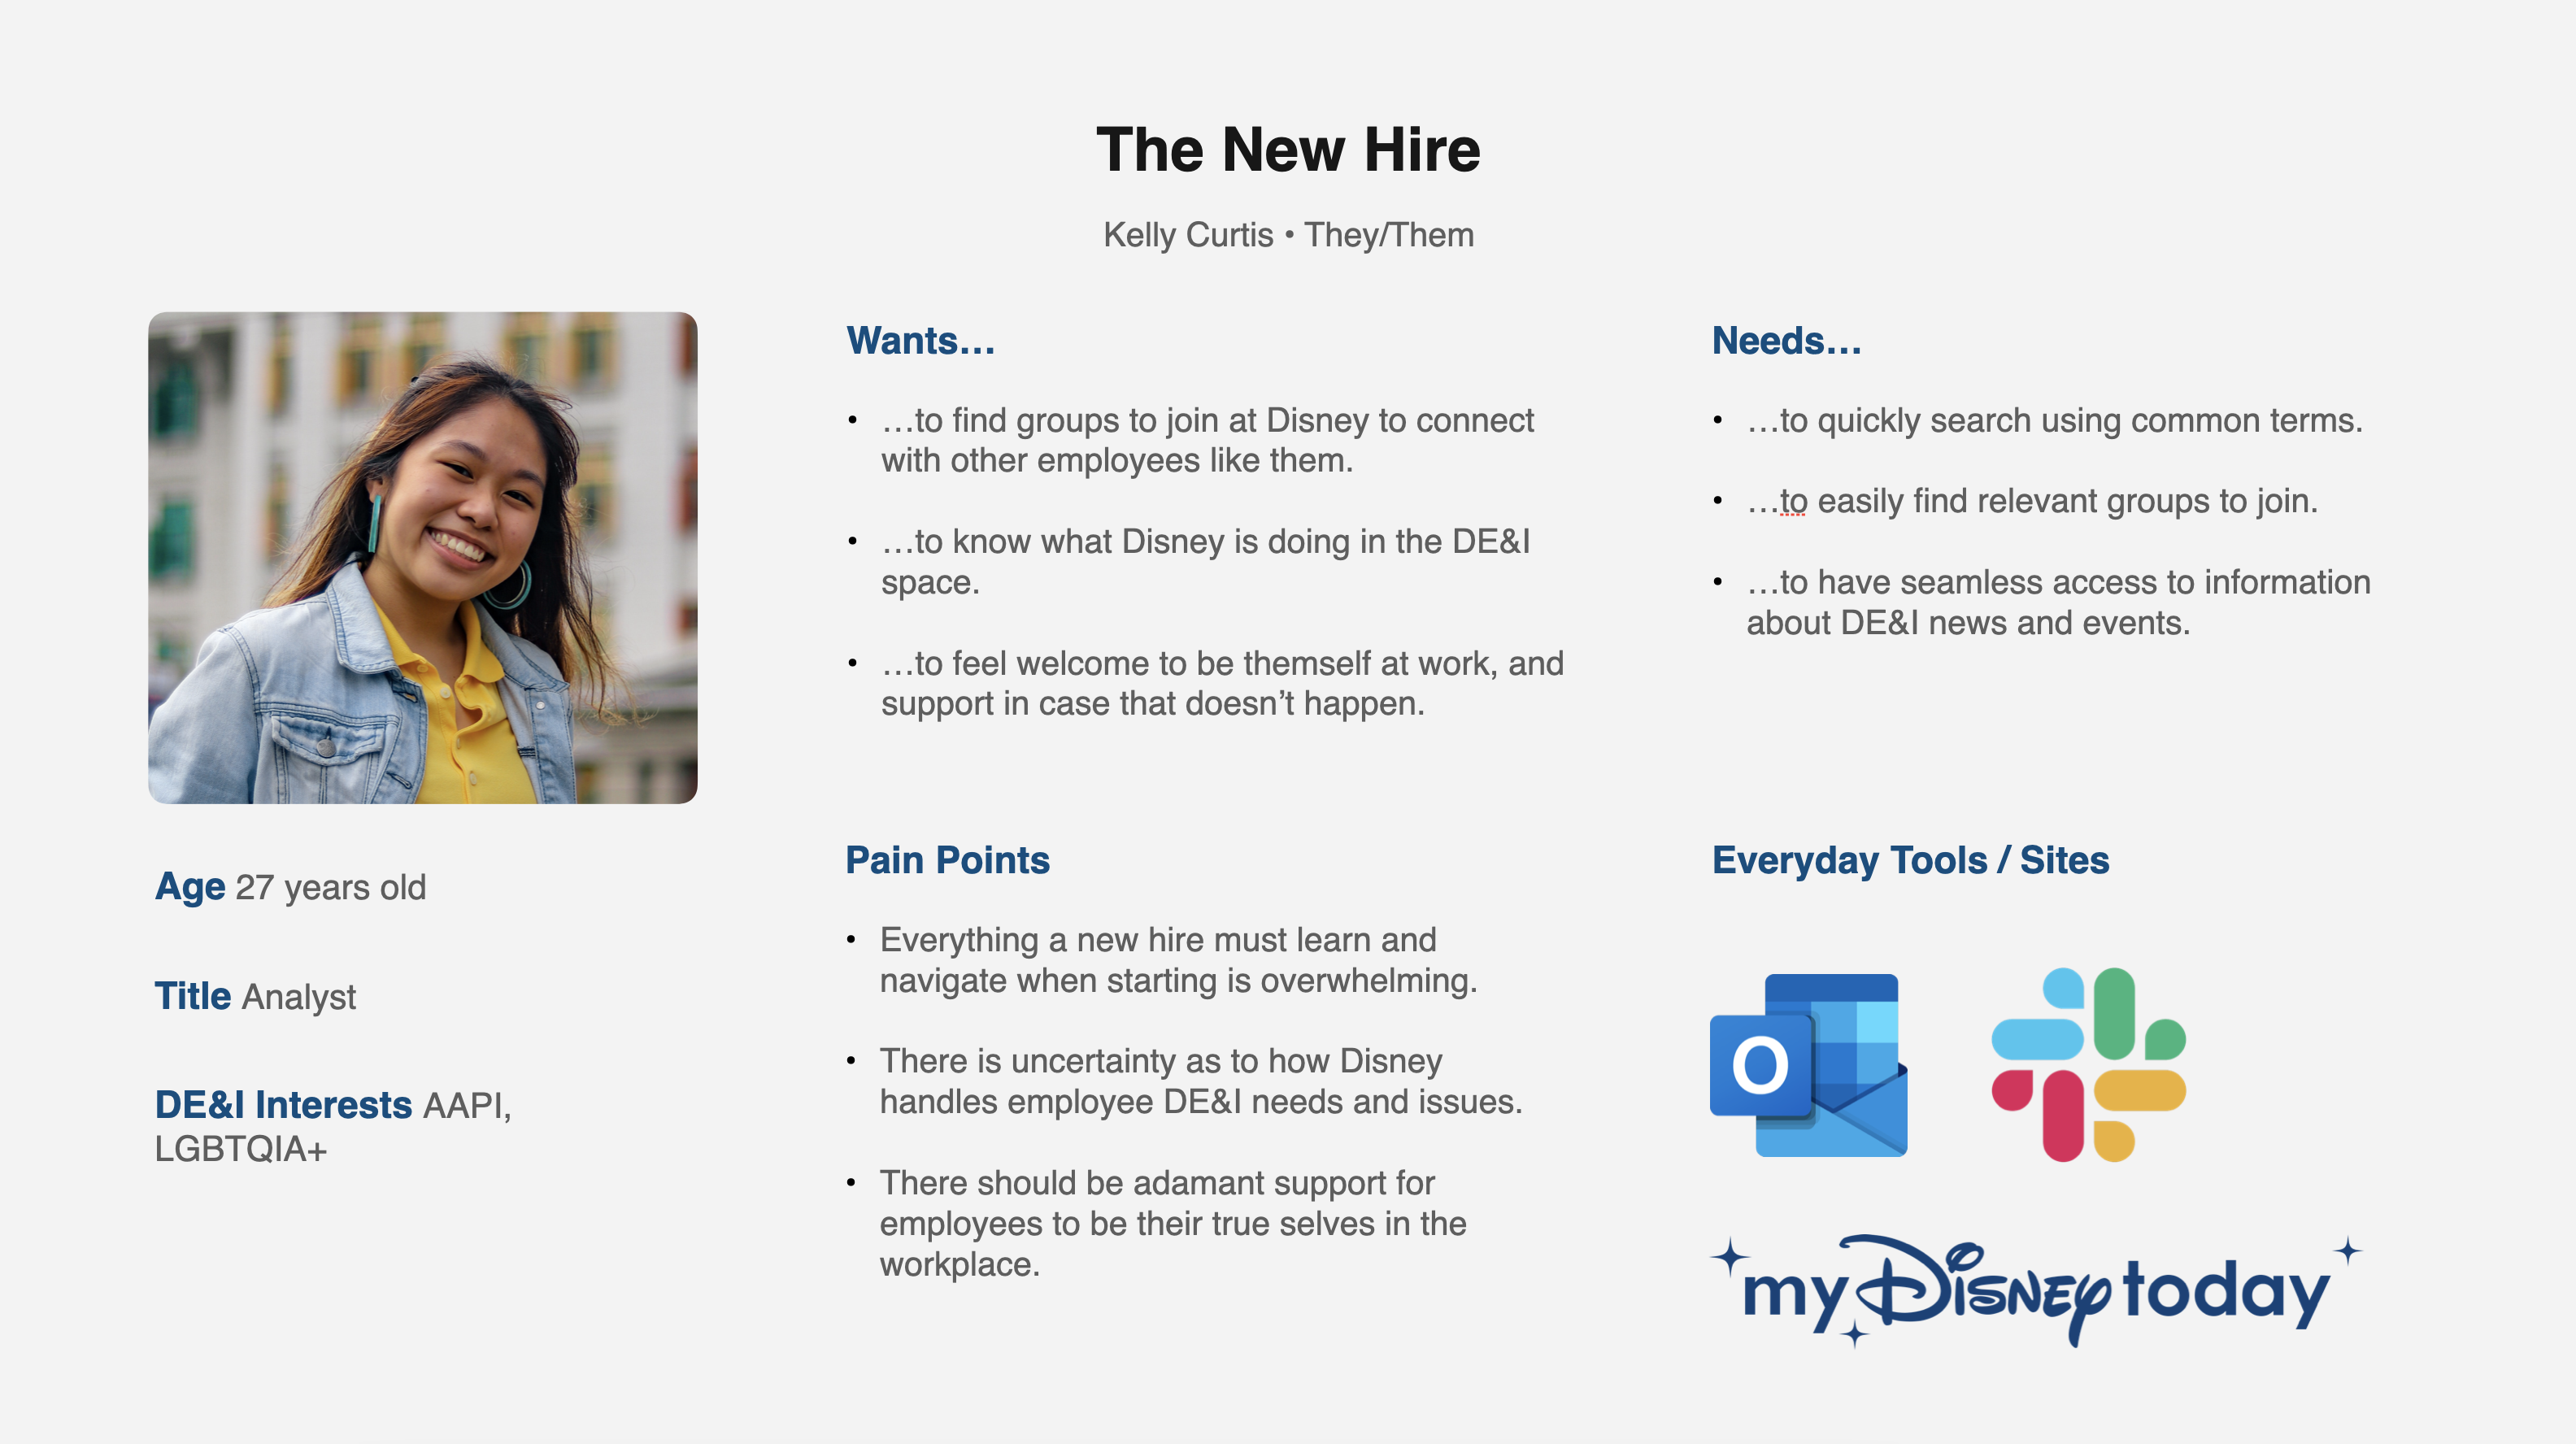 The New Hire
Kelly Curtis • They/Them
Age 27 years old
Title Analyst
DE&I Interests AAPI,
LGBTQIA+
Wants…
• …to find groups to join at Disney to connect
with other employees like them.
• …to know what Disney is doing in the DE&I
space.
• …to feel welcome to be themself at work, and
support in case that doesn’t happen.
Needs…
• …to quickly search using common terms.
• …to easily find relevant groups to join.
• …to have seamless access to information
about DE&I news and events.
Pain Points
• Everything a new hire must learn and
navigate when starting is overwhelming.
• There is uncertainty as to how Disney
handles employee DE&I needs and issues.
• There should be adamant support for
employees to be their true selves in the
workplace.
Everyday Tools / Sites
O
my Disney today